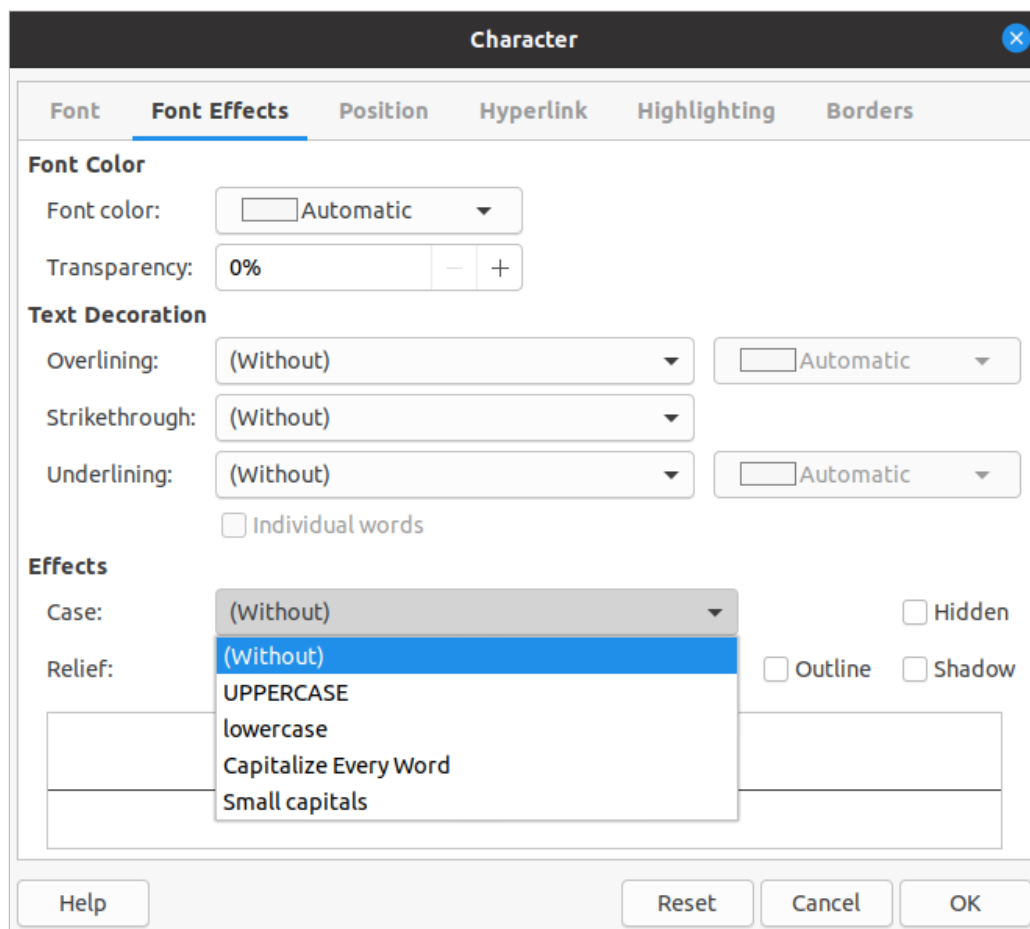 Character
Font Font Effects Position Hyperlink Highlighting Borders
Font Color
Font color: Automatic
Transparency: 0%
Text Decoration
Overlining: (Without) Automatic
Strikethrough: (Without)
Underlining: (Without) Automatic
Individual words
Effects
Case: (Without) Hidden
(Without)
Relief: Outline Shadow
UPPERCASE
lowercase
Capitalize Every Word
Small capitals
Help Reset Cancel OK